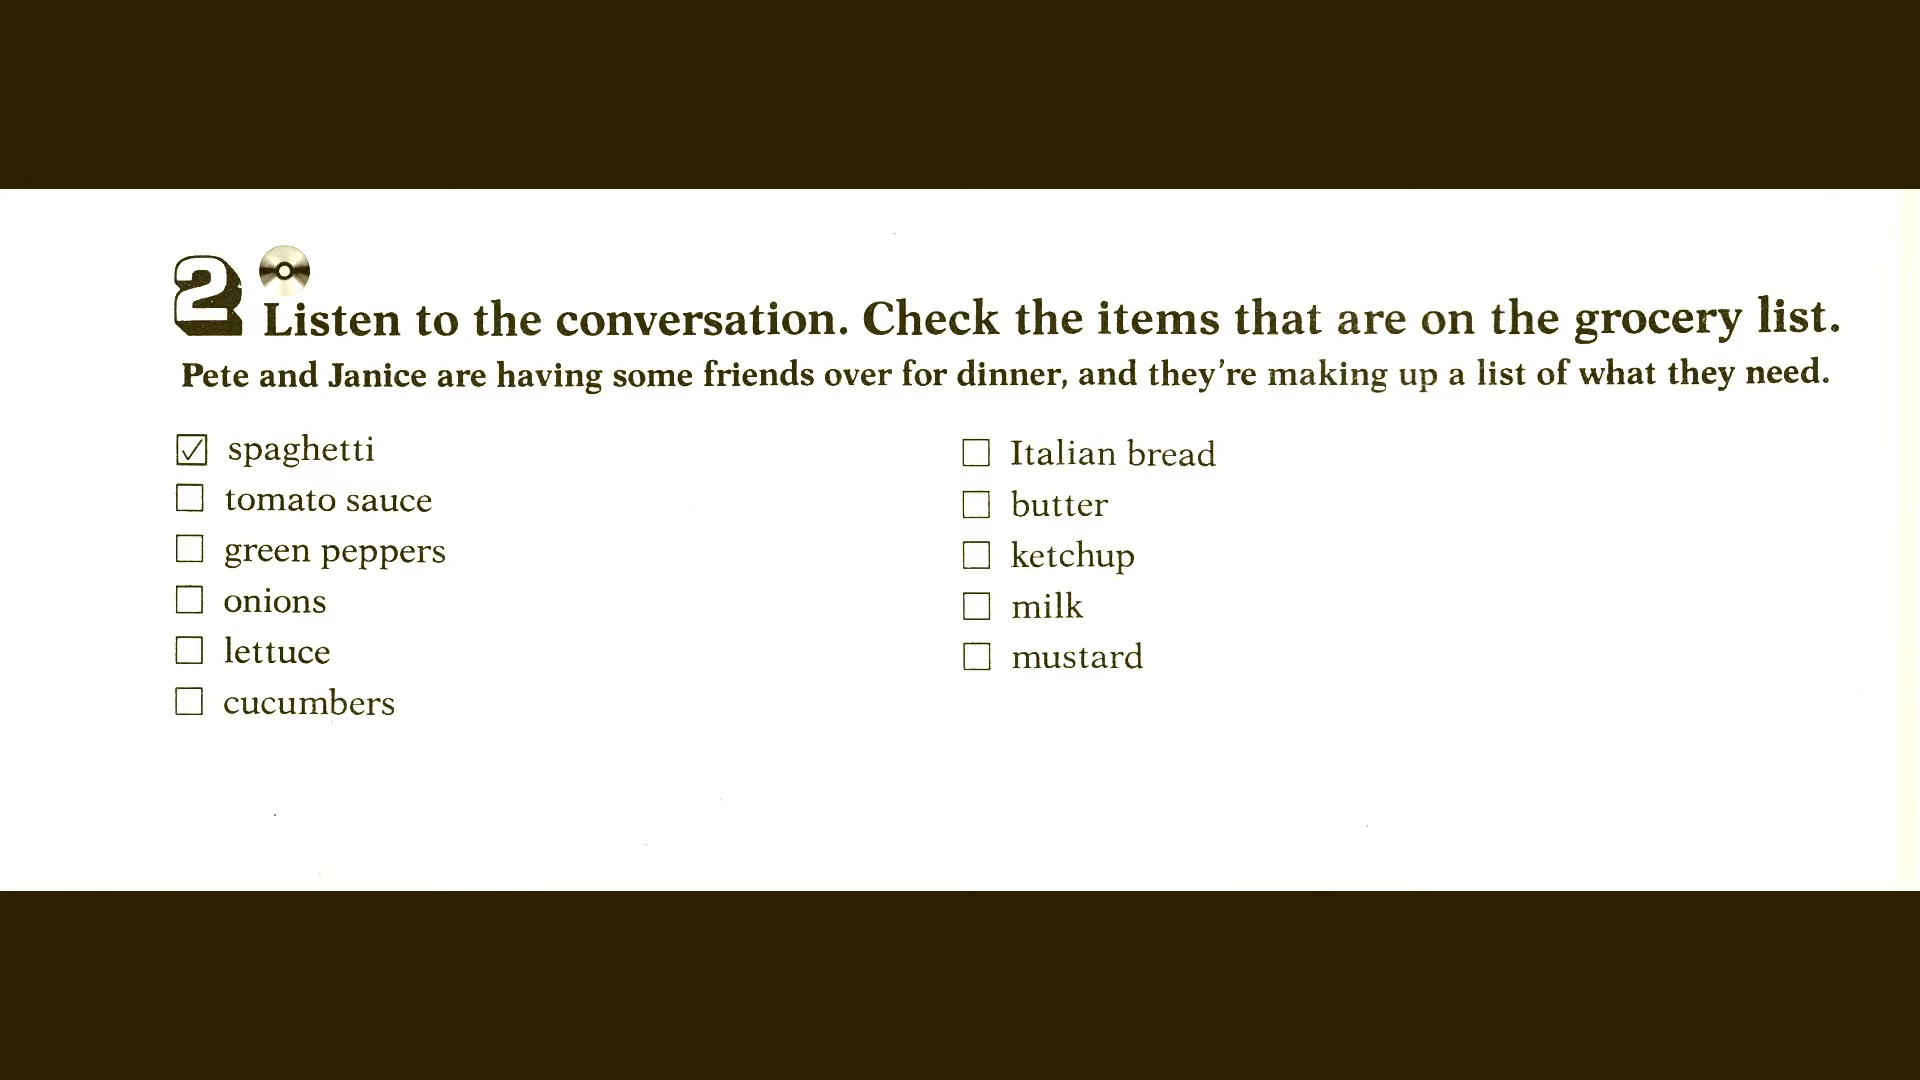 2
Listen to the conversation. Check the items that are on the grocery list.
Pete and Janice are having some friends over for dinner, and they're making up a list of what they need.
☑ spaghetti
☐ tomato sauce
☐ green peppers
☐ onions
☐ lettuce
☐ cucumbers
☐ Italian bread
☐ butter
☐ ketchup
☐ milk
☐ mustard